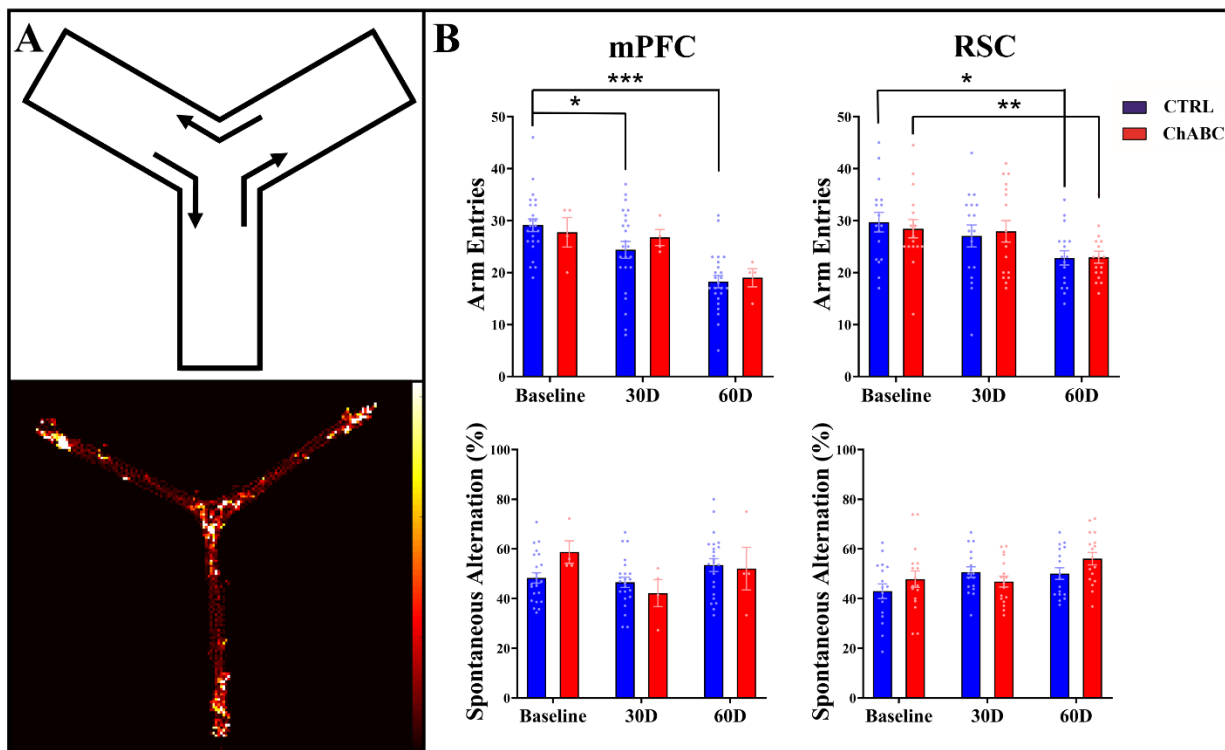 A
B
mPFC
RSC
***
*
*
**
CTRL
ChABC
Arm Entries
50
40
30
20
10
0
Baseline 30D 60D
Arm Entries
50
40
30
20
10
0
Baseline 30D 60D
Spontaneous Alternation (%)
100
80
60
40
20
0
Baseline 30D 60D
Spontaneous Alternation (%)
100
80
60
40
20
0
Baseline 30D 60D